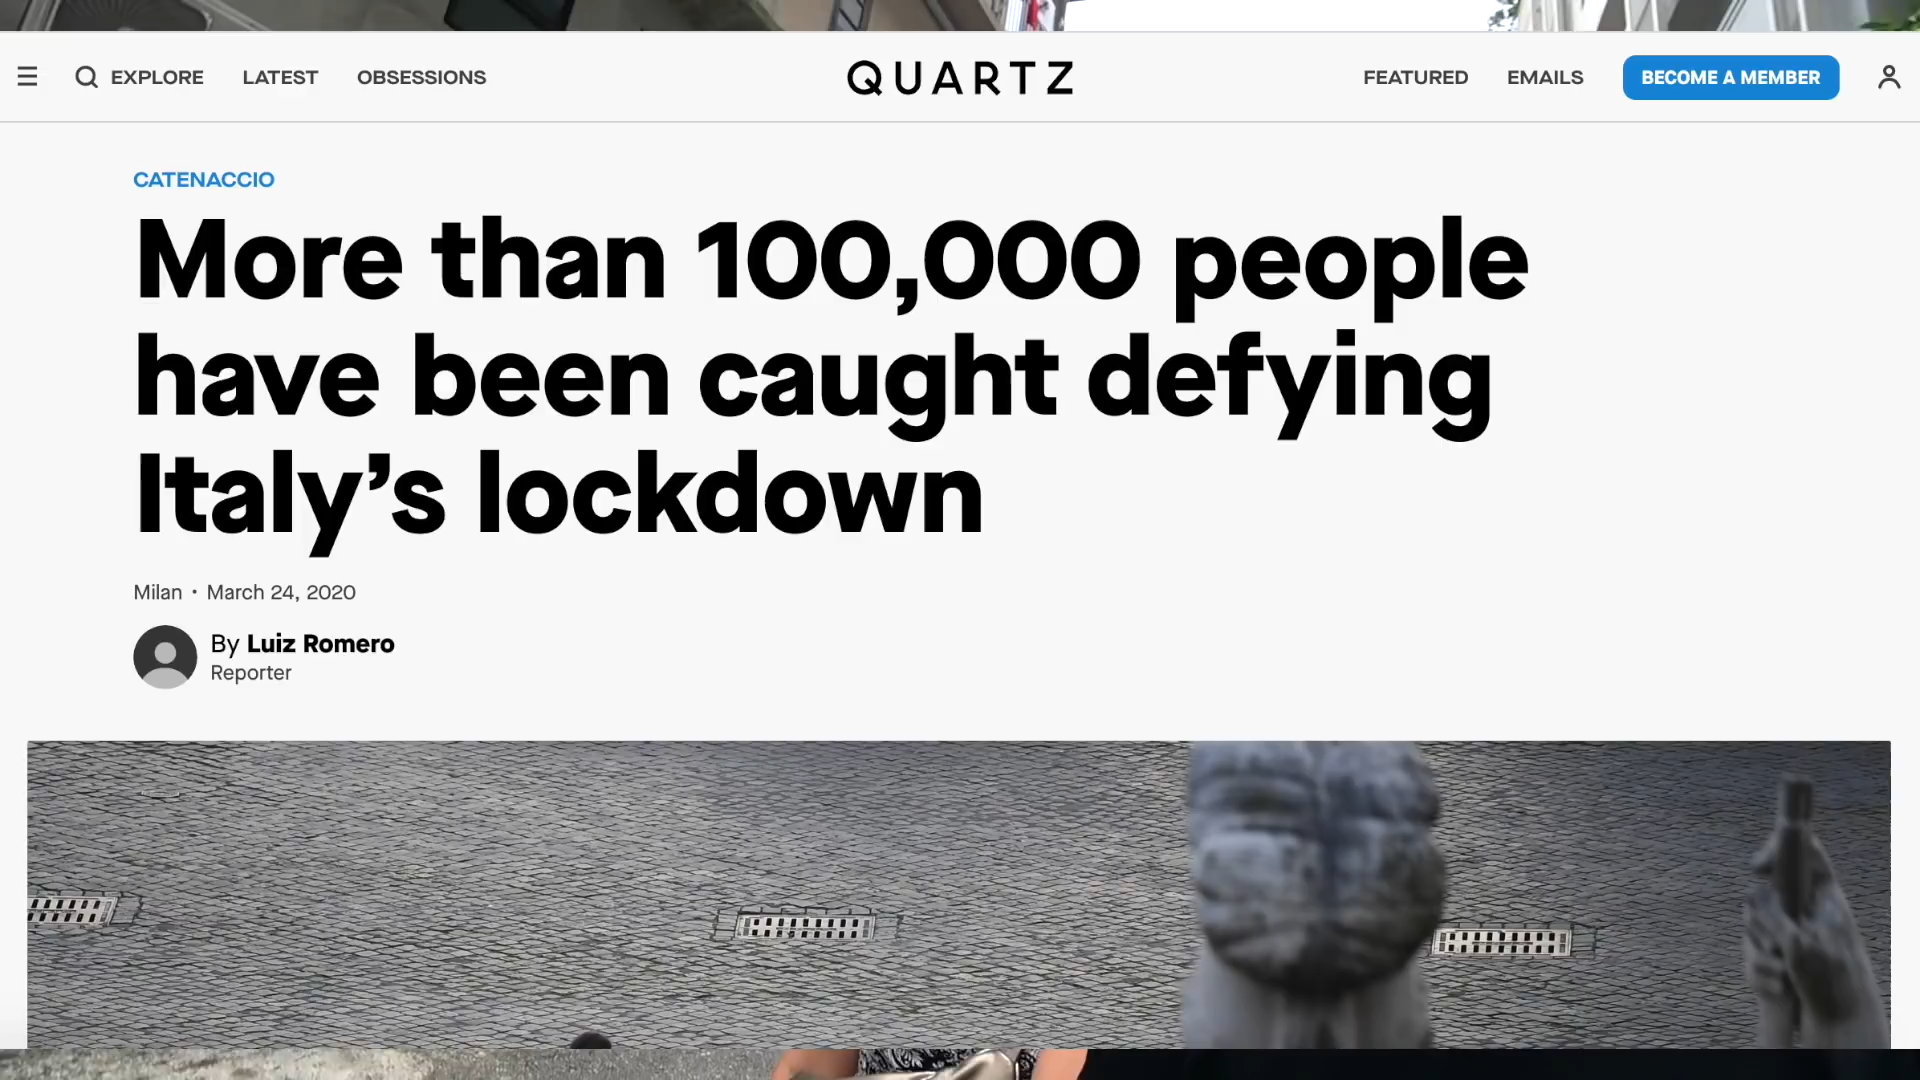 EXPLORE LATEST OBSESSIONS QUARTZ FEATURED EMAILS BECOME A MEMBER
CATENACCIO
More than 100,000 people
have been caught defying
Italy’s lockdown
Milan • March 24, 2020
By Luiz Romero
Reporter